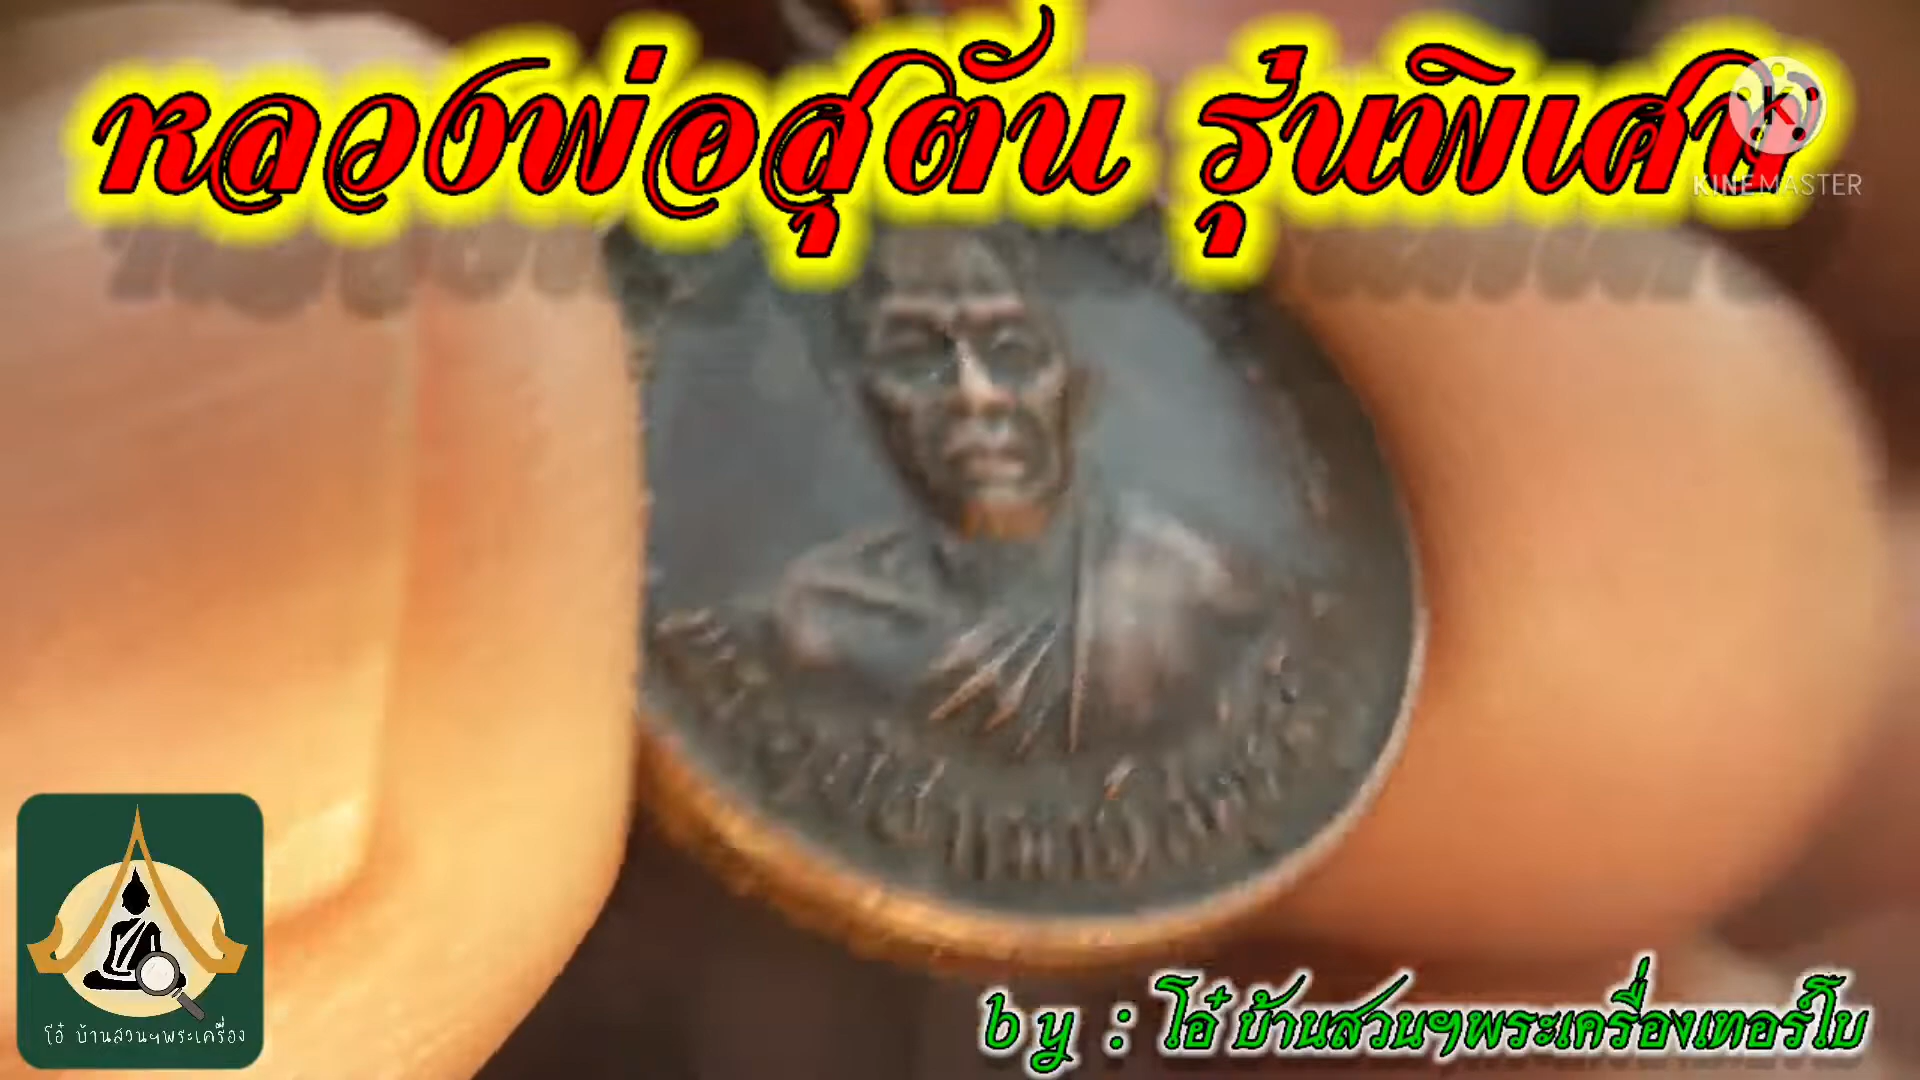 หลวงพ่อสุตัน รุ่นพิเศษ
KINEMASTER
โอ๋ บ้านสวนฯพระเครื่อง
by : โอ๋ บ้านสวนฯพระเครื่องเทอร์โบ